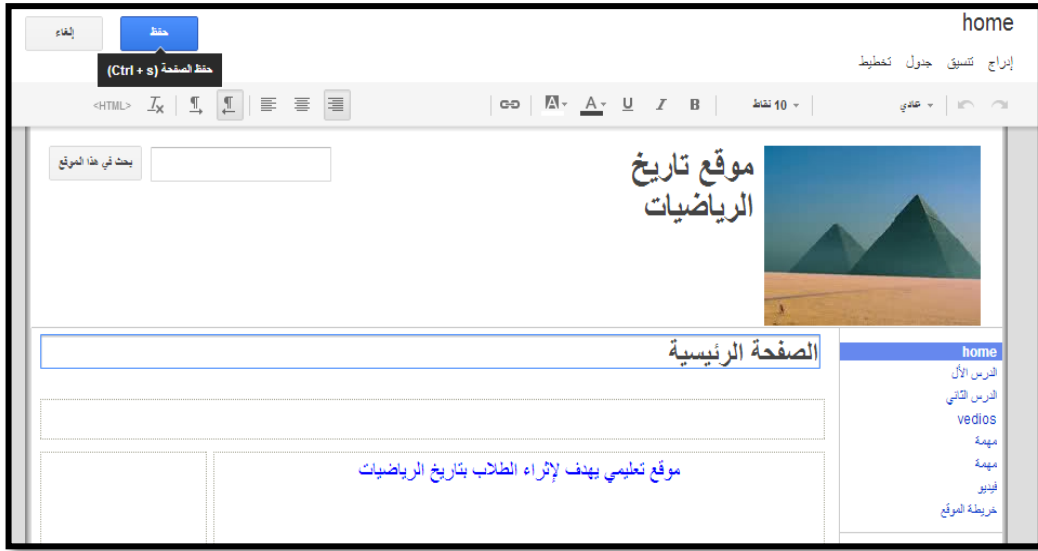 home
حفظ
إلغاء
حفظ الصفحة (Ctrl + s)
إدراج تنسيق جدول تخطيط
عادي
10 نقاط
B I U A A
<HTML>
موقع تاريخ
الرياضيات
بحث في هذا الموقع
home
الدرس الأل
الدرس الثاني
vedios
مهمة
مهمة
فيديو
خريطة الموقع
الصفحة الرئيسية
موقع تعليمي يهدف لإثراء الطلاب بتاريخ الرياضيات